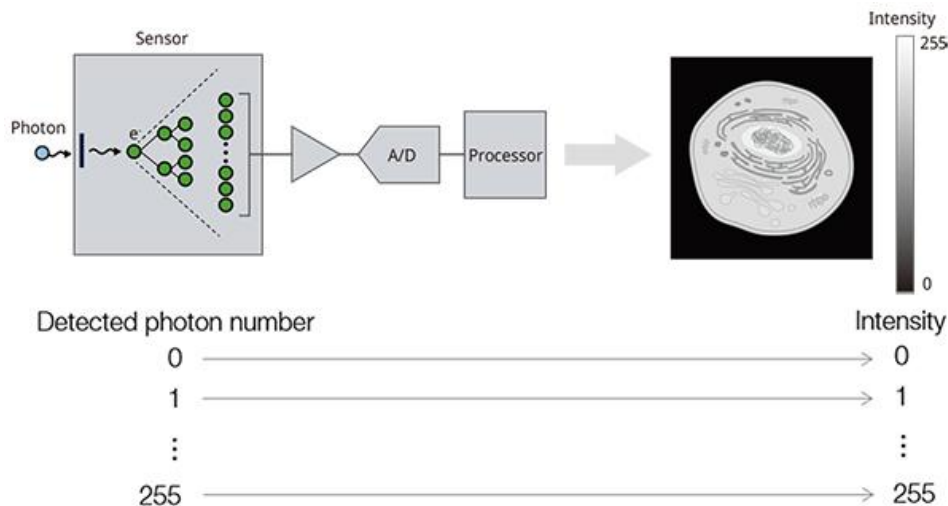 Sensor
Photon
e⁻
A/D
Processor
Intensity
255
0
Detected photon number
Intensity
0
0
1
1
⋮
⋮
255
255